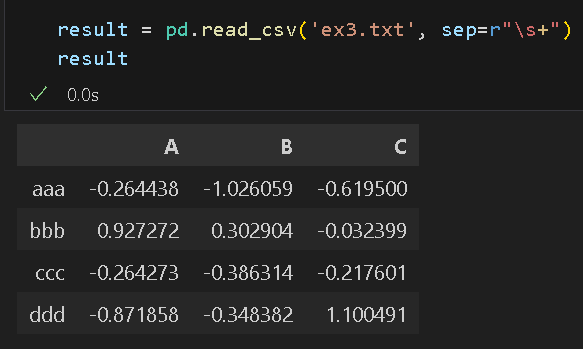 result = pd.read_csv('ex3.txt', sep=r"\s+")
result
0.0s
A B C
aaa -0.264438 -1.026059 -0.619500
bbb 0.927272 0.302904 -0.032399
ccc -0.264273 -0.386314 -0.217601
ddd -0.871858 -0.348382 1.100491